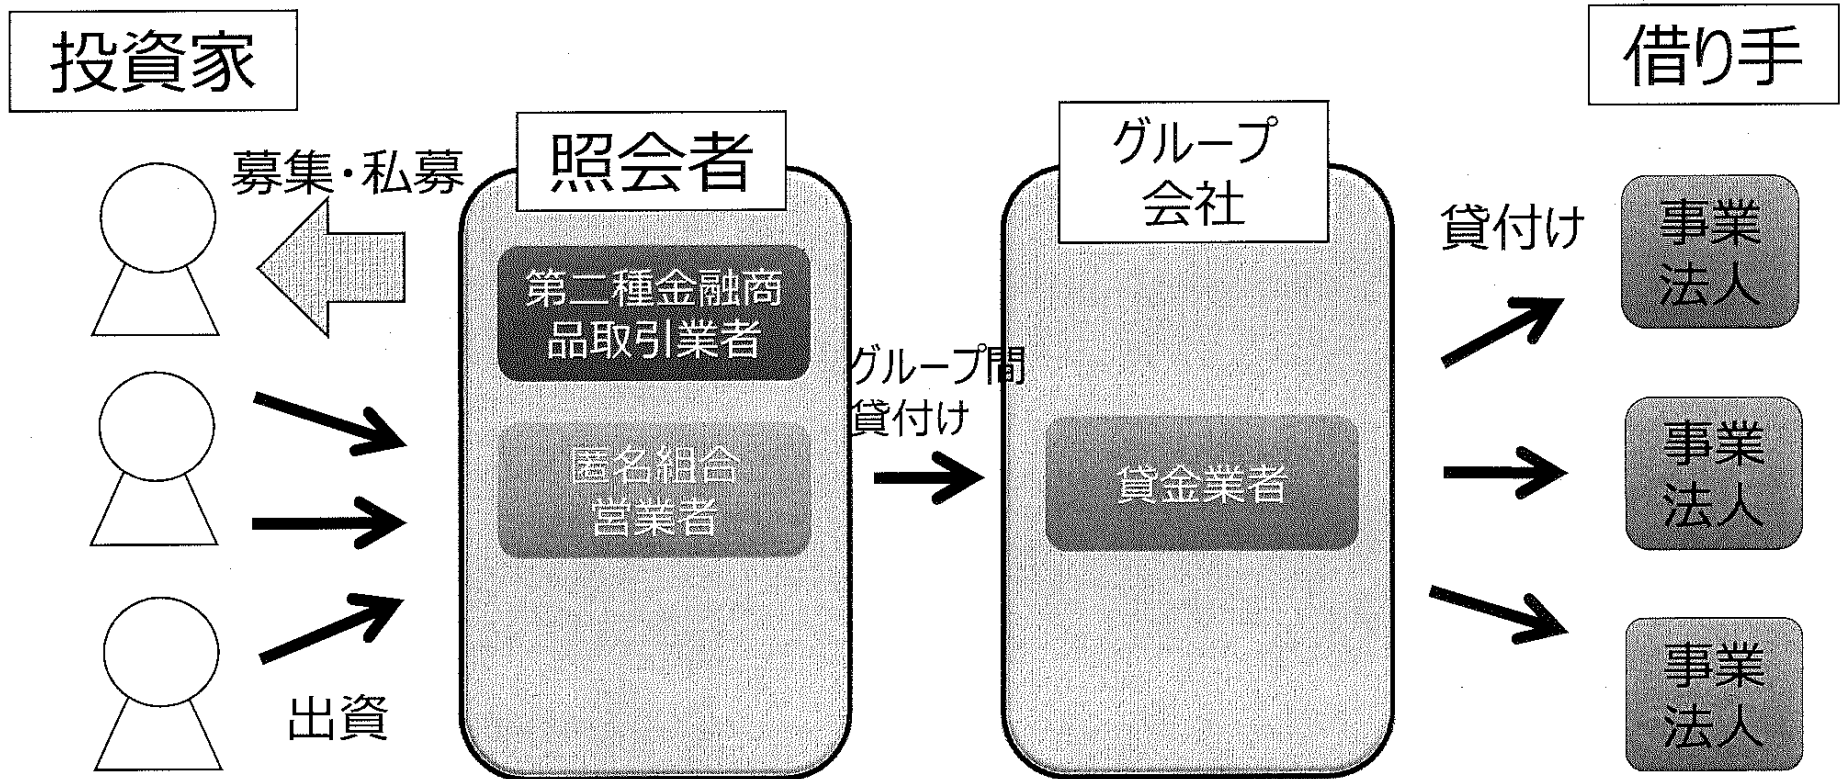 投資家
募集・私募
出資
照会者
第二種金融商
品取引業者
匿名組合
営業者
グループ間
貸付け
グループ
会社
貸金業者
貸付け
借り手
事業
法人
事業
法人
事業
法人